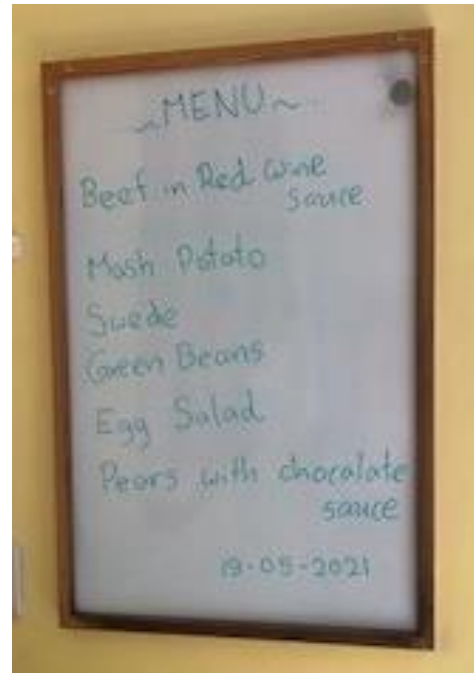 ~MENU~
Beef in Red Wine
sauce
Mash Potato
Swede
Green Beans
Egg Salad
Pears with chocalate
sauce
19-05-2021